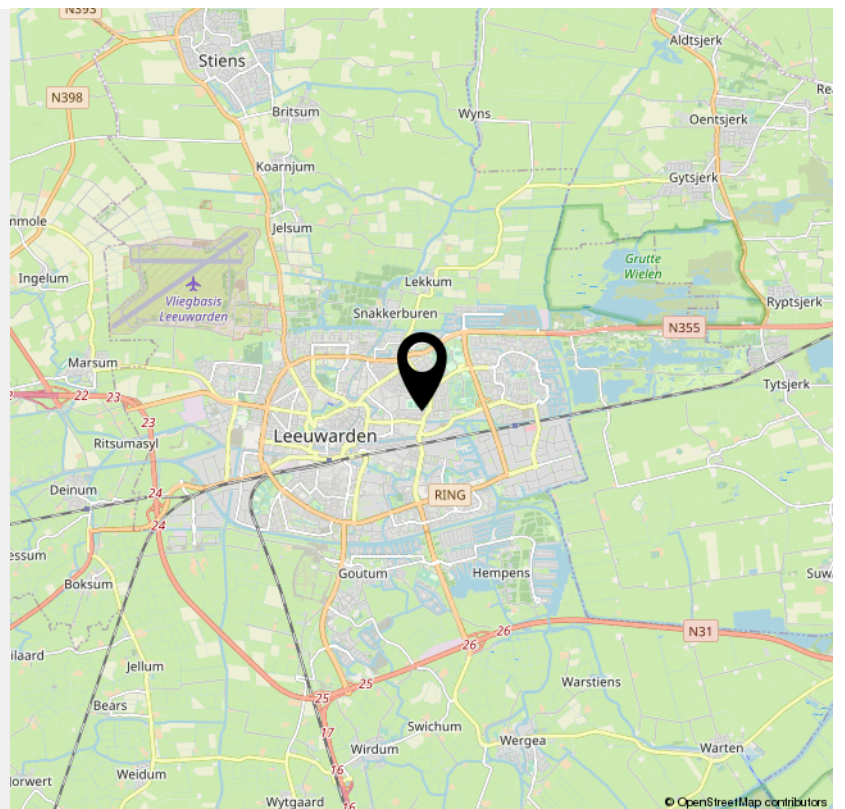 N393
Stiens
Aldtsjerk
N398
Britsum
Wyns
Oentsjerk
Koarnjum
Gytsjerk
Jelsum
Ingelum
Vliegbasis
Leeuwarden
Lekkum
Grutte
Wielen
Ryptsjerk
Snakkerburen
N355
Marsum
22
23
23
Tytsjerk
Ritsumasyl
Leeuwarden
Deinum
24
24
RING
Boksum
Goutum
Hempens
26
26
N31
Jellum
25
25
Warstiens
Bears
17
Swichum
Wirdum
Wergea
Warten
Weidum
16
Wytgaard
16
© OpenStreetMap contributors